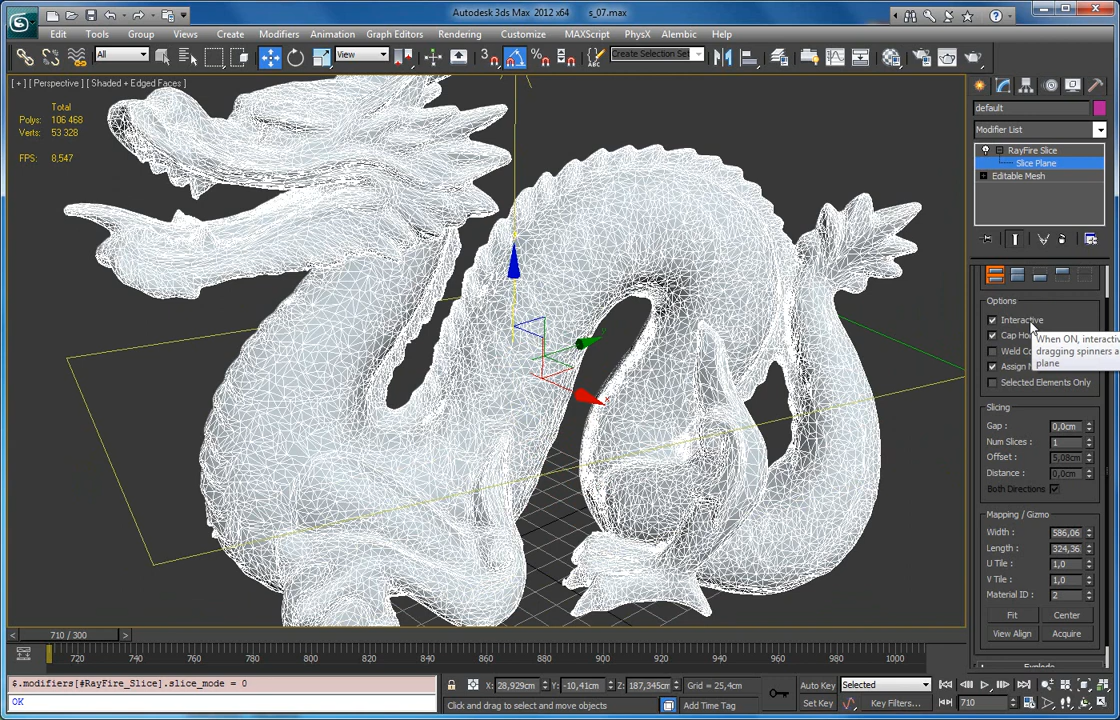 Autodesk 3ds Max 2012 x64 s_07.max
Edit Tools Group Views Create Modifiers Animation Graph Editors Rendering Customize MAXScript PhysX Alembic Help
All View 3 Create Selection Set
[ + ] [ Perspective ] [ Shaded + Edged Faces ]
Total
Polys: 106 468
Verts: 53 328
FPS: 8,547
default
Modifier List
RayFire Slice
Slice Plane
Editable Mesh
Options
Interactive
Cap Ho
When ON, interactiv
Weld Co
dragging spinners a
plane
Assign
Selected Elements Only
Slicing
Gap: 0,0cm
Num Slices: 1
Offset: 5,08cm
Distance: 0,0cm
Both Directions
Mapping / Gizmo
Width: 586,06
Length: 324,36
U Tile: 1,0
V Tile: 1,0
Material ID: 2
Fit Center
View Align Acquire
Explode
y
x
< 710 / 300 >
720 740 760 780 800 820 840 860 880 900 920 940 960 980 1000
$.modifiers[#RayFire_Slice].slice_mode = 0
OK
X: 28,929cm Y: -10,41cm Z: 187,345cm Grid = 25,4cm
Click and drag to select and move objects
Add Time Tag
Auto Key Selected
Set Key Key Filters...
710